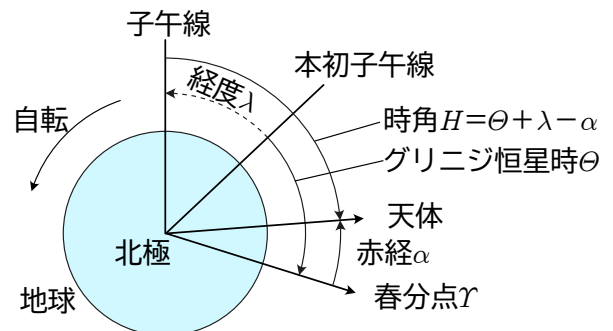 子午線
本初子午線
経度λ
自転
時角H=Θ+λ−α
グリニジ恒星時Θ
天体
北極
赤経α
地球
春分点ϒ